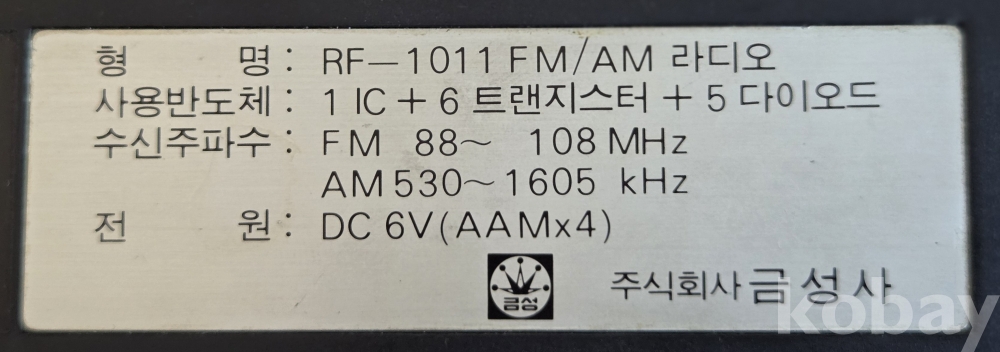 형 명 : RF-1011 FM/AM 라디오
사용반도체 : 1 IC + 6 트랜지스터 + 5 다이오드
수신주파수 : FM 88~ 108 MHz
AM 530~1605 kHz
전 원 : DC 6V(AAMx4)
금성
주식회사 금성사
kobay